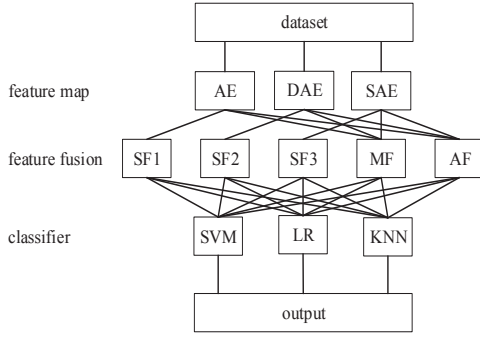 dataset
feature map AE DAE SAE
feature fusion SF1 SF2 SF3 MF AF
classifier SVM LR KNN
output